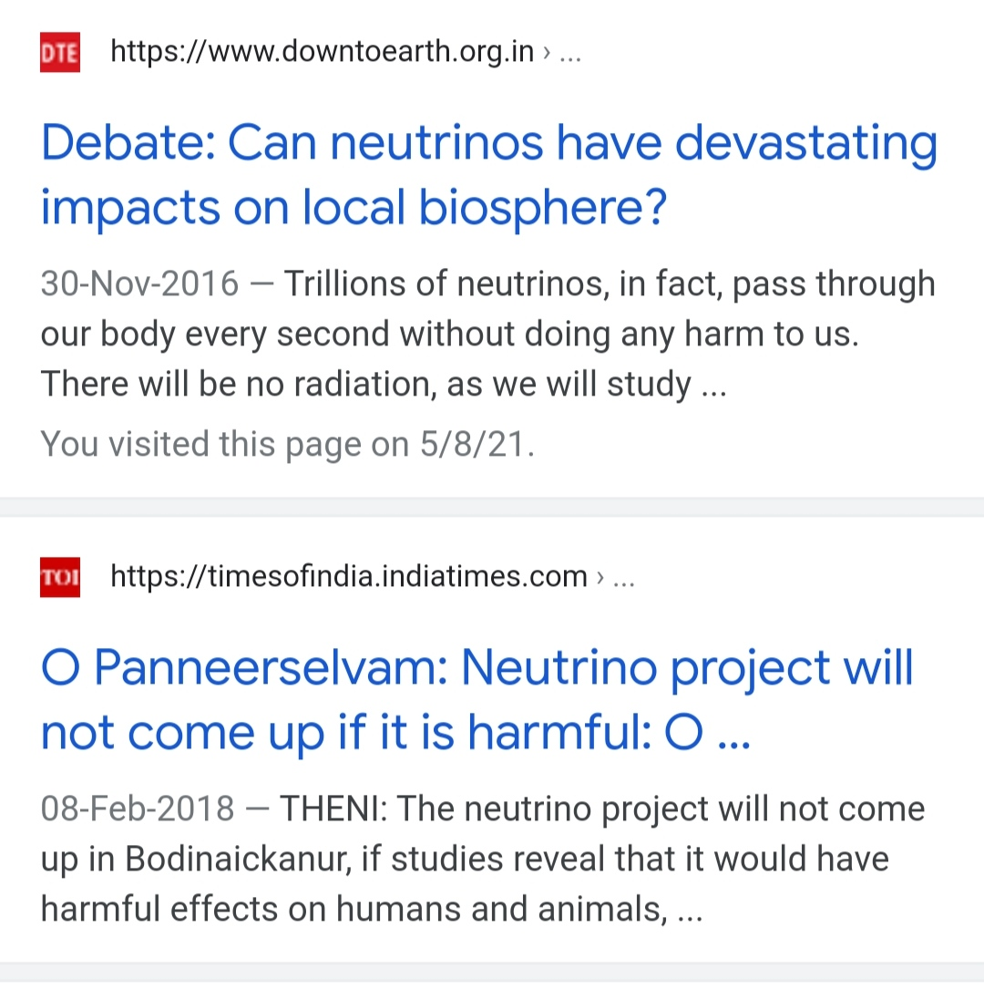 DTE https://www.downtoearth.org.in › ...
Debate: Can neutrinos have devastating
impacts on local biosphere?
30-Nov-2016 — Trillions of neutrinos, in fact, pass through
our body every second without doing any harm to us.
There will be no radiation, as we will study ...
You visited this page on 5/8/21.
TOI https://timesofindia.indiatimes.com › ...
O Panneerselvam: Neutrino project will
not come up if it is harmful: O ...
08-Feb-2018 — THENI: The neutrino project will not come
up in Bodinaickanur, if studies reveal that it would have
harmful effects on humans and animals, ...